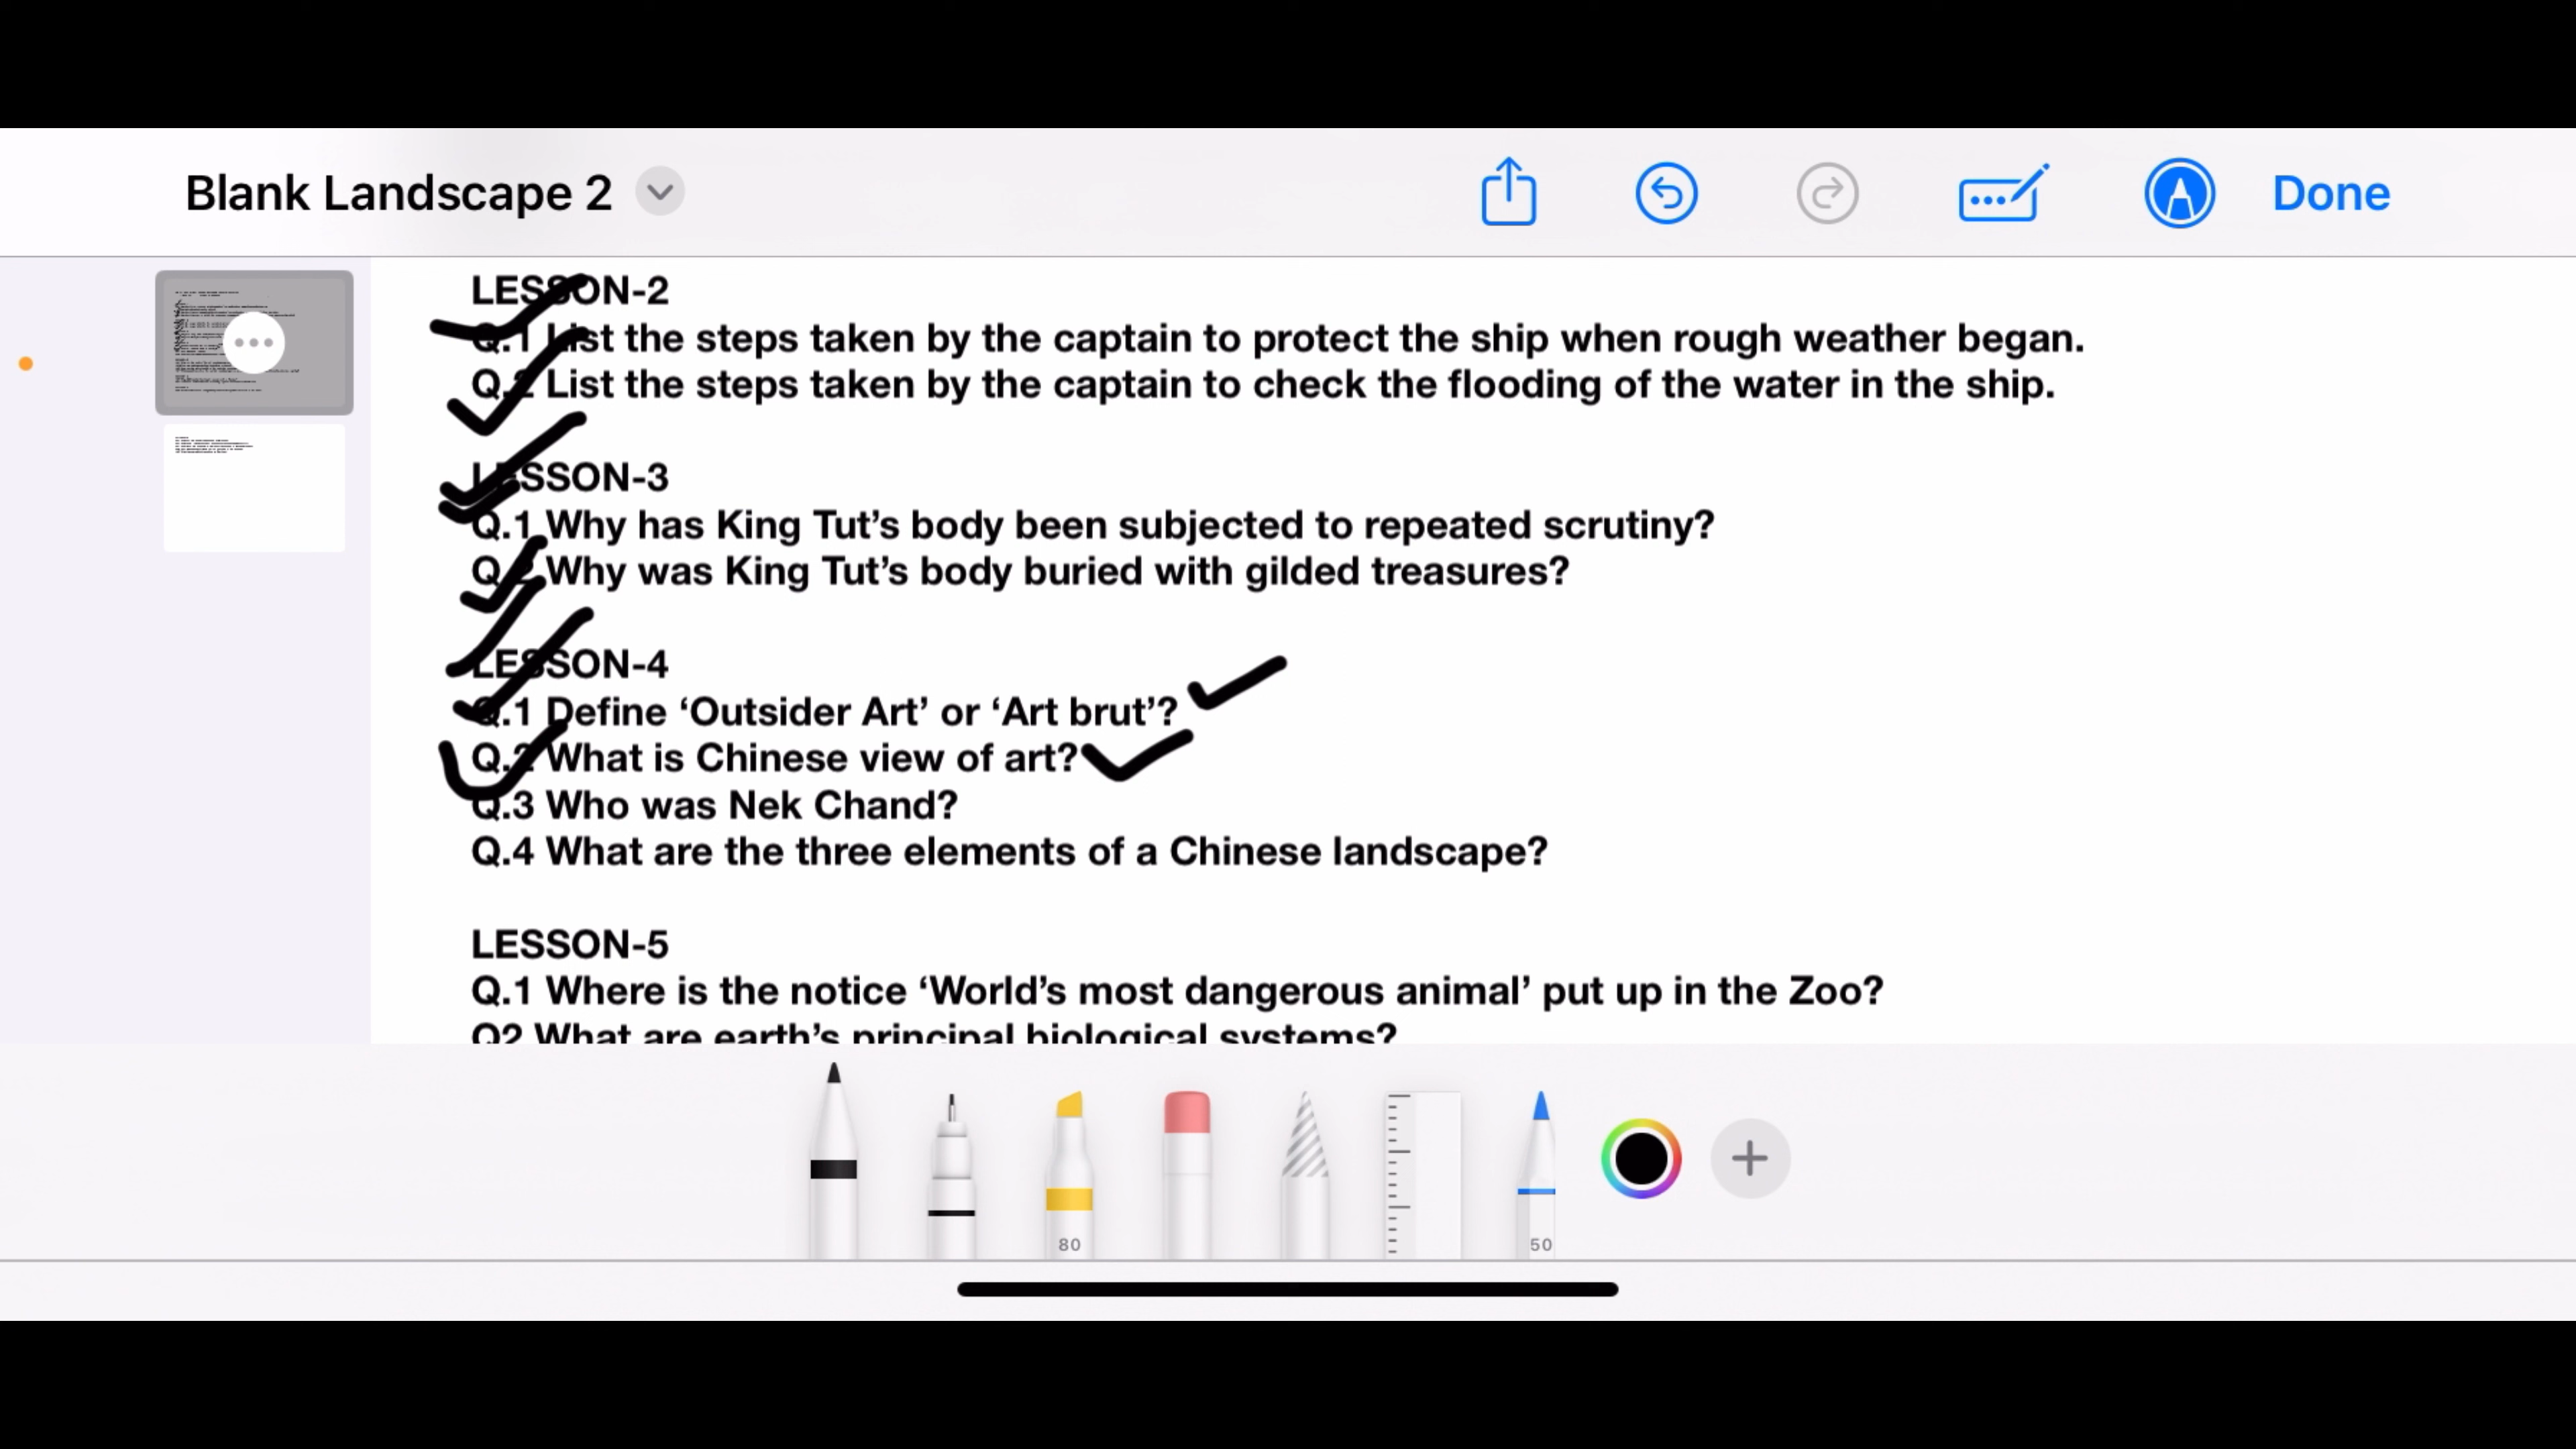 Blank Landscape 2
Done
LESSON-2
Q.1 List the steps taken by the captain to protect the ship when rough weather began.
Q.2 List the steps taken by the captain to check the flooding of the water in the ship.
LESSON-3
Q.1 Why has King Tut’s body been subjected to repeated scrutiny?
Q.2 Why was King Tut’s body buried with gilded treasures?
LESSON-4
Q.1 Define ‘Outsider Art’ or ‘Art brut’?
Q.2 What is Chinese view of art?
Q.3 Who was Nek Chand?
Q.4 What are the three elements of a Chinese landscape?
LESSON-5
Q.1 Where is the notice ‘World’s most dangerous animal’ put up in the Zoo?
Q2 What are earth’s principal biological systems?
80
50